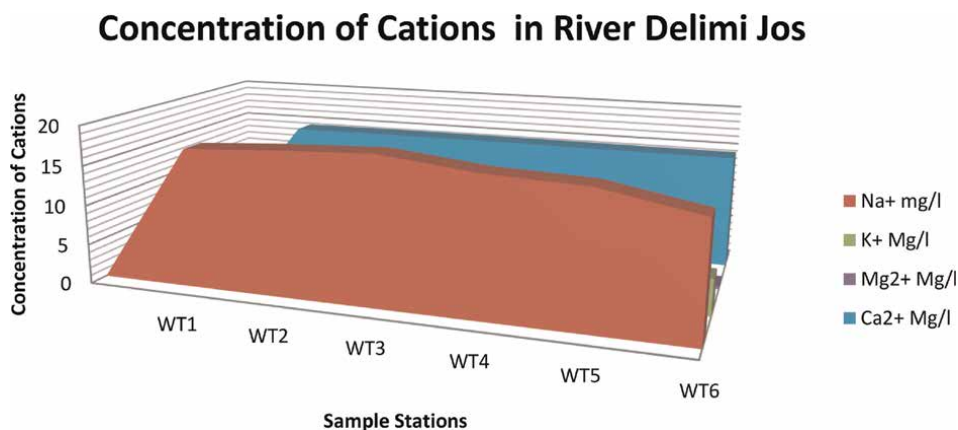 Concentration of Cations in River Delimi Jos
Concentration of Cations
20
15
10
5
0
WT1
WT2
WT3
WT4
WT5
WT6
Sample Stations
Na+ mg/l
K+ Mg/l
Mg2+ Mg/l
Ca2+ Mg/l